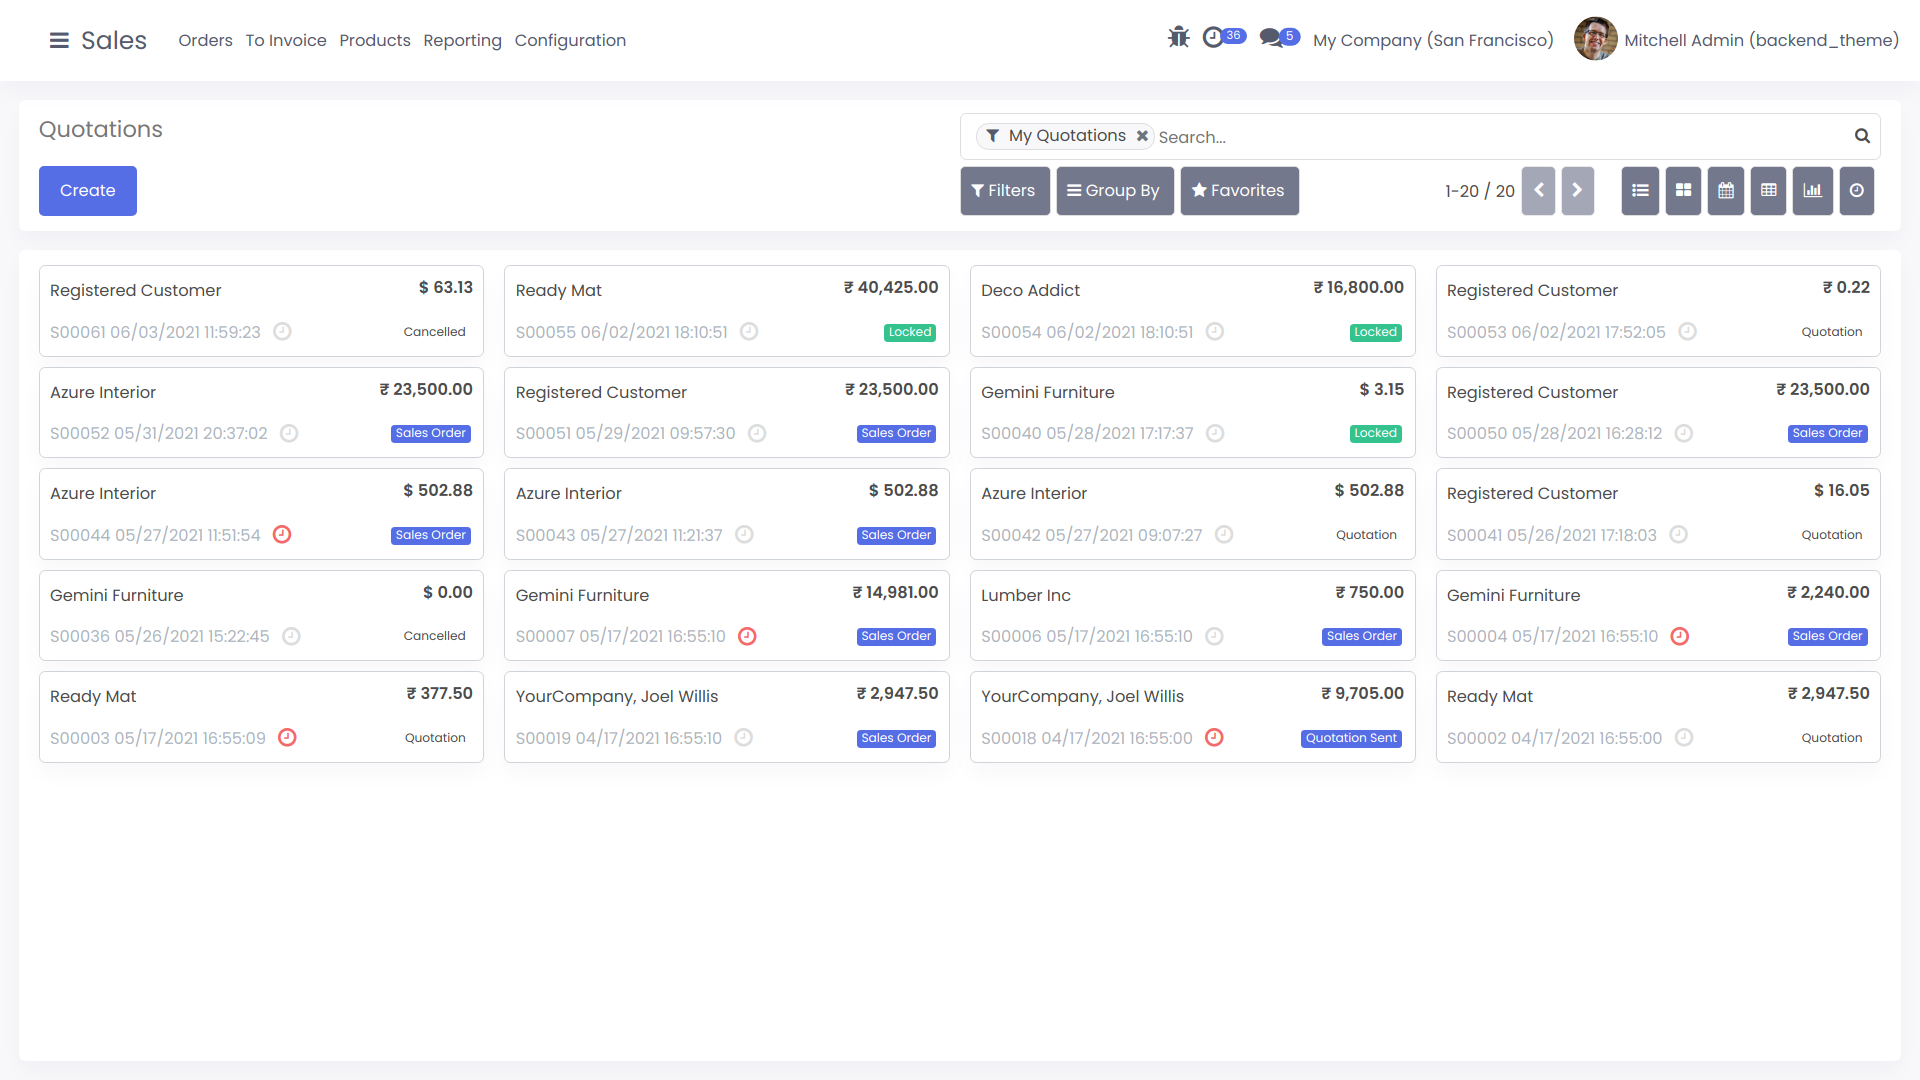 Sales Orders To Invoice Products Reporting Configuration 36 5 My Company (San Francisco) Mitchell Admin (backend_theme)
Quotations
My Quotations Search...
Create
Filters Group By Favorites 1-20 / 20
Registered Customer $ 63.13
S00061 06/03/2021 11:59:23 Cancelled
Ready Mat ₹ 40,425.00
S00055 06/02/2021 18:10:51 Locked
Deco Addict ₹ 16,800.00
S00054 06/02/2021 18:10:51 Locked
Registered Customer ₹ 0.22
S00053 06/02/2021 17:52:05 Quotation
Azure Interior ₹ 23,500.00
S00052 05/31/2021 20:37:02 Sales Order
Registered Customer ₹ 23,500.00
S00051 05/29/2021 09:57:30 Sales Order
Gemini Furniture $ 3.15
S00040 05/28/2021 17:17:37 Locked
Registered Customer ₹ 23,500.00
S00050 05/28/2021 16:28:12 Sales Order
Azure Interior $ 502.88
S00044 05/27/2021 11:51:54 Sales Order
Azure Interior $ 502.88
S00043 05/27/2021 11:21:37 Sales Order
Azure Interior $ 502.88
S00042 05/27/2021 09:07:27 Quotation
Registered Customer $ 16.05
S00041 05/26/2021 17:18:03 Quotation
Gemini Furniture $ 0.00
S00036 05/26/2021 15:22:45 Cancelled
Gemini Furniture ₹ 14,981.00
S00007 05/17/2021 16:55:10 Sales Order
Lumber Inc ₹ 750.00
S00006 05/17/2021 16:55:10 Sales Order
Gemini Furniture ₹ 2,240.00
S00004 05/17/2021 16:55:10 Sales Order
Ready Mat ₹ 377.50
S00003 05/17/2021 16:55:09 Quotation
YourCompany, Joel Willis ₹ 2,947.50
S00019 04/17/2021 16:55:10 Sales Order
YourCompany, Joel Willis ₹ 9,705.00
S00018 04/17/2021 16:55:00 Quotation Sent
Ready Mat ₹ 2,947.50
S00002 04/17/2021 16:55:00 Quotation